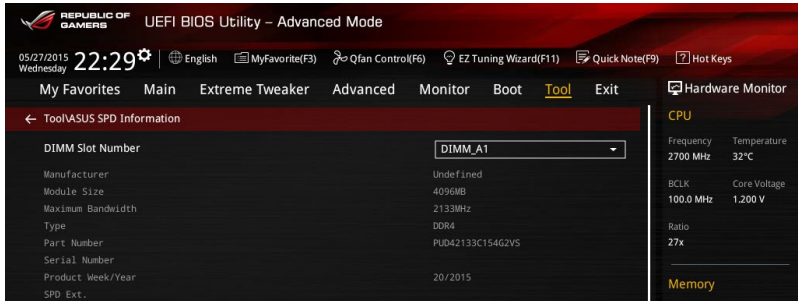 REPUBLIC OF
GAMERS
UEFI BIOS Utility – Advanced Mode
05/27/2015
Wednesday
22:29
English
MyFavorite(F3)
Qfan Control(F6)
EZ Tuning Wizard(F11)
Quick Note(F9)
? Hot Keys
My Favorites Main Extreme Tweaker Advanced Monitor Boot Tool Exit
Hardware Monitor
← Tool\ASUS SPD Information
DIMM Slot Number DIMM_A1
Manufacturer Undefined
Module Size 4096MB
Maximum Bandwidth 2133MHz
Type DDR4
Part Number PUD42133C154G2VS
Serial Number
Product Week/Year 20/2015
SPD Ext.
CPU
Frequency Temperature
2700 MHz 32°C
BCLK Core Voltage
100.0 MHz 1.200 V
Ratio
27x
Memory